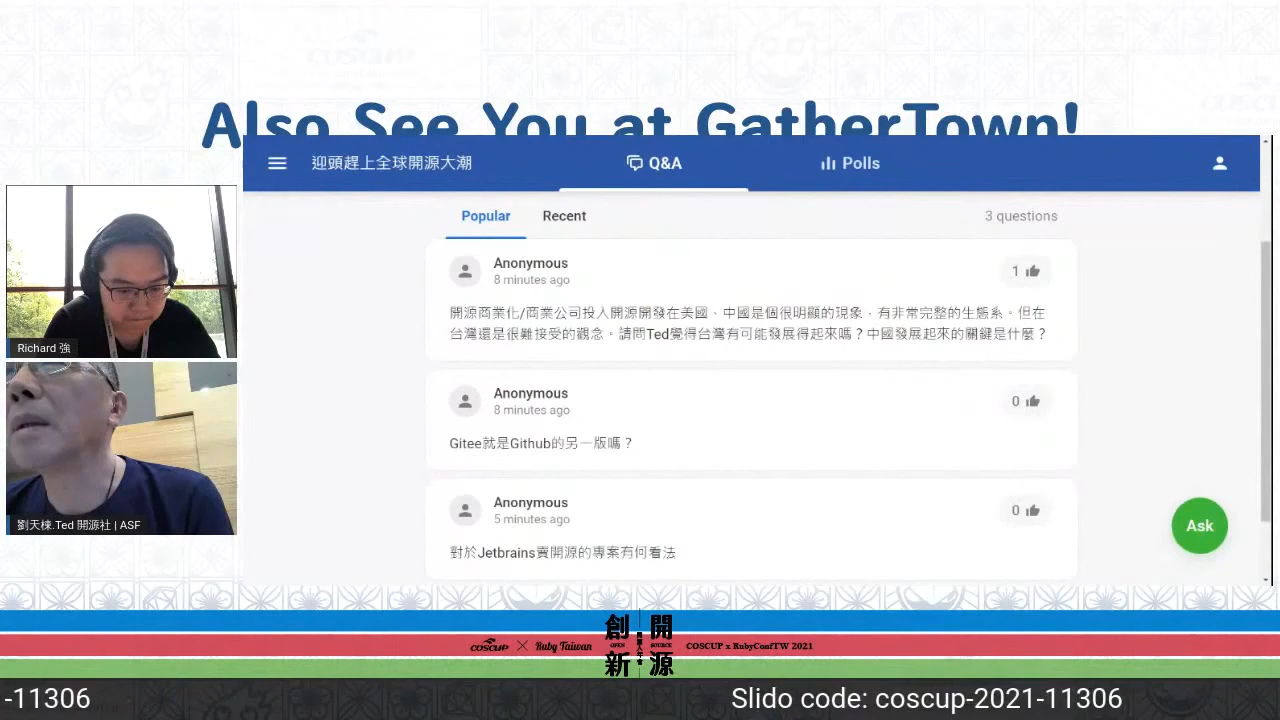 Also See You at GatherTown!
迎頭趕上全球開源大潮
Q&A
Polls
Popular
Recent
3 questions
Anonymous
8 minutes ago
1
開源商業化/商業公司投入開源開發在美國、中國是個很明顯的現象，有非常完整的生態系。但在
台灣還是很難接受的觀念。請問Ted覺得台灣有可能發展得起來嗎？中國發展起來的關鍵是什麼？
Anonymous
8 minutes ago
0
Gitee就是Github的另一版嗎？
Anonymous
5 minutes ago
0
對於Jetbrains賣開源的專案有何看法
Ask
Richard 強
劉天棟.Ted 開源社 | ASF
COSCUP
Ruby Taiwan
創 開
OPEN SOURCE
新 源
COSCUP x RubyConfTW 2021
-11306
Slido code: coscup-2021-11306